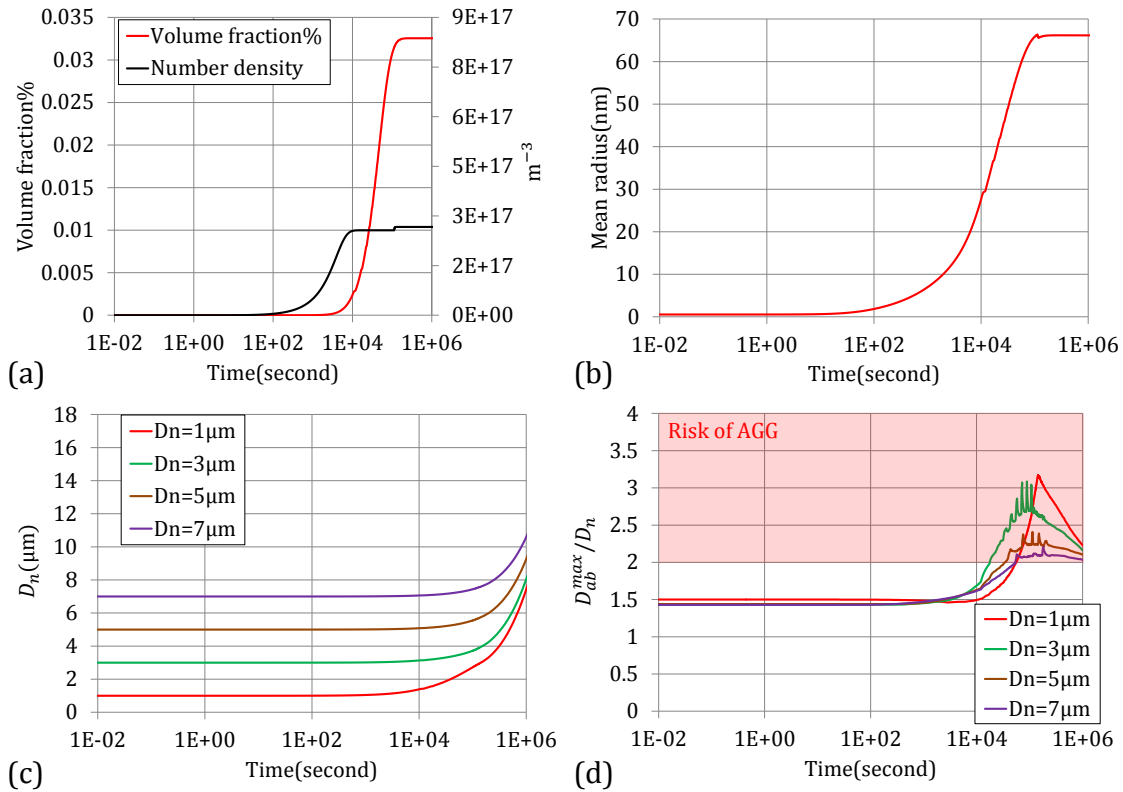 0.035
0.03
0.025
0.02
0.015
0.01
0.005
0
Volume fraction%
Volume fraction%
Number density
9E+17
8E+17
6E+17
5E+17
3E+17
2E+17
0E+00
m⁻³
1E-02 1E+00 1E+02 1E+04 1E+06
Time(second)
(a)
70
60
50
40
30
20
10
0
Mean radius(nm)
1E-02 1E+00 1E+02 1E+04 1E+06
Time(second)
(b)
18
16
14
12
10
8
6
4
2
0
Dₙ(μm)
Dn=1μm
Dn=3μm
Dn=5μm
Dn=7μm
1E-02 1E+00 1E+02 1E+04 1E+06
Time(second)
(c)
4
3.5
3
2.5
2
1.5
1
0.5
0
D_{ab}^{max}/D_n
Risk of AGG
Dn=1μm
Dn=3μm
Dn=5μm
Dn=7μm
1E-02 1E+00 1E+02 1E+04 1E+06
Time(second)
(d)